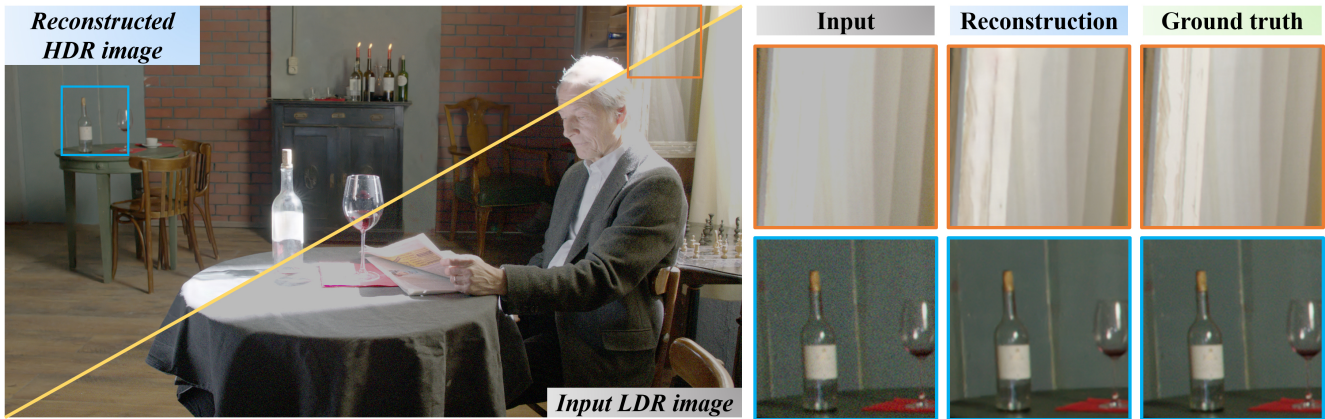 Reconstructed
HDR image
Input LDR image
Input
Reconstruction
Ground truth